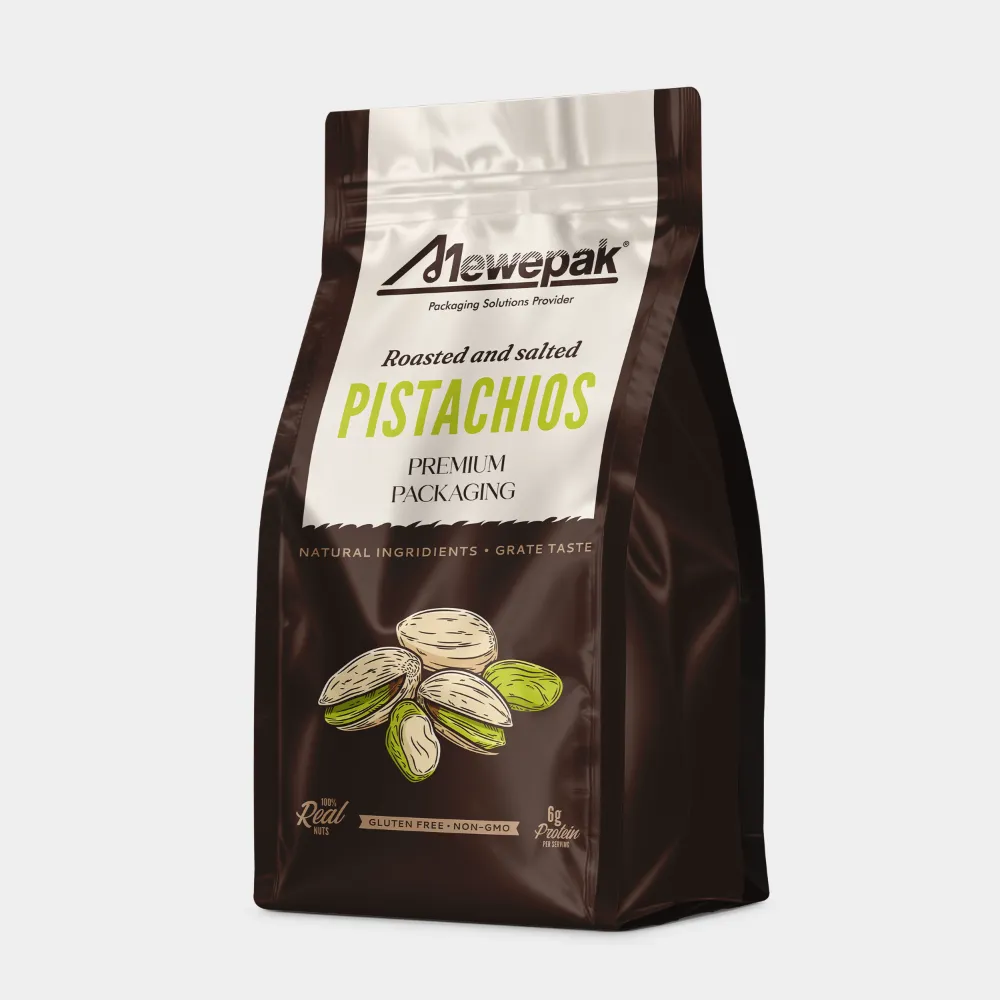 Mewepak®
Packaging Solutions Provider
Roasted and salted
PISTACHIOS
PREMIUM
PACKAGING
NATURAL INGRIDIENTS • GRATE TASTE
100%
Real
NUTS
GLUTEN FREE • NON-GMO
6g
Protein
PER SERVING